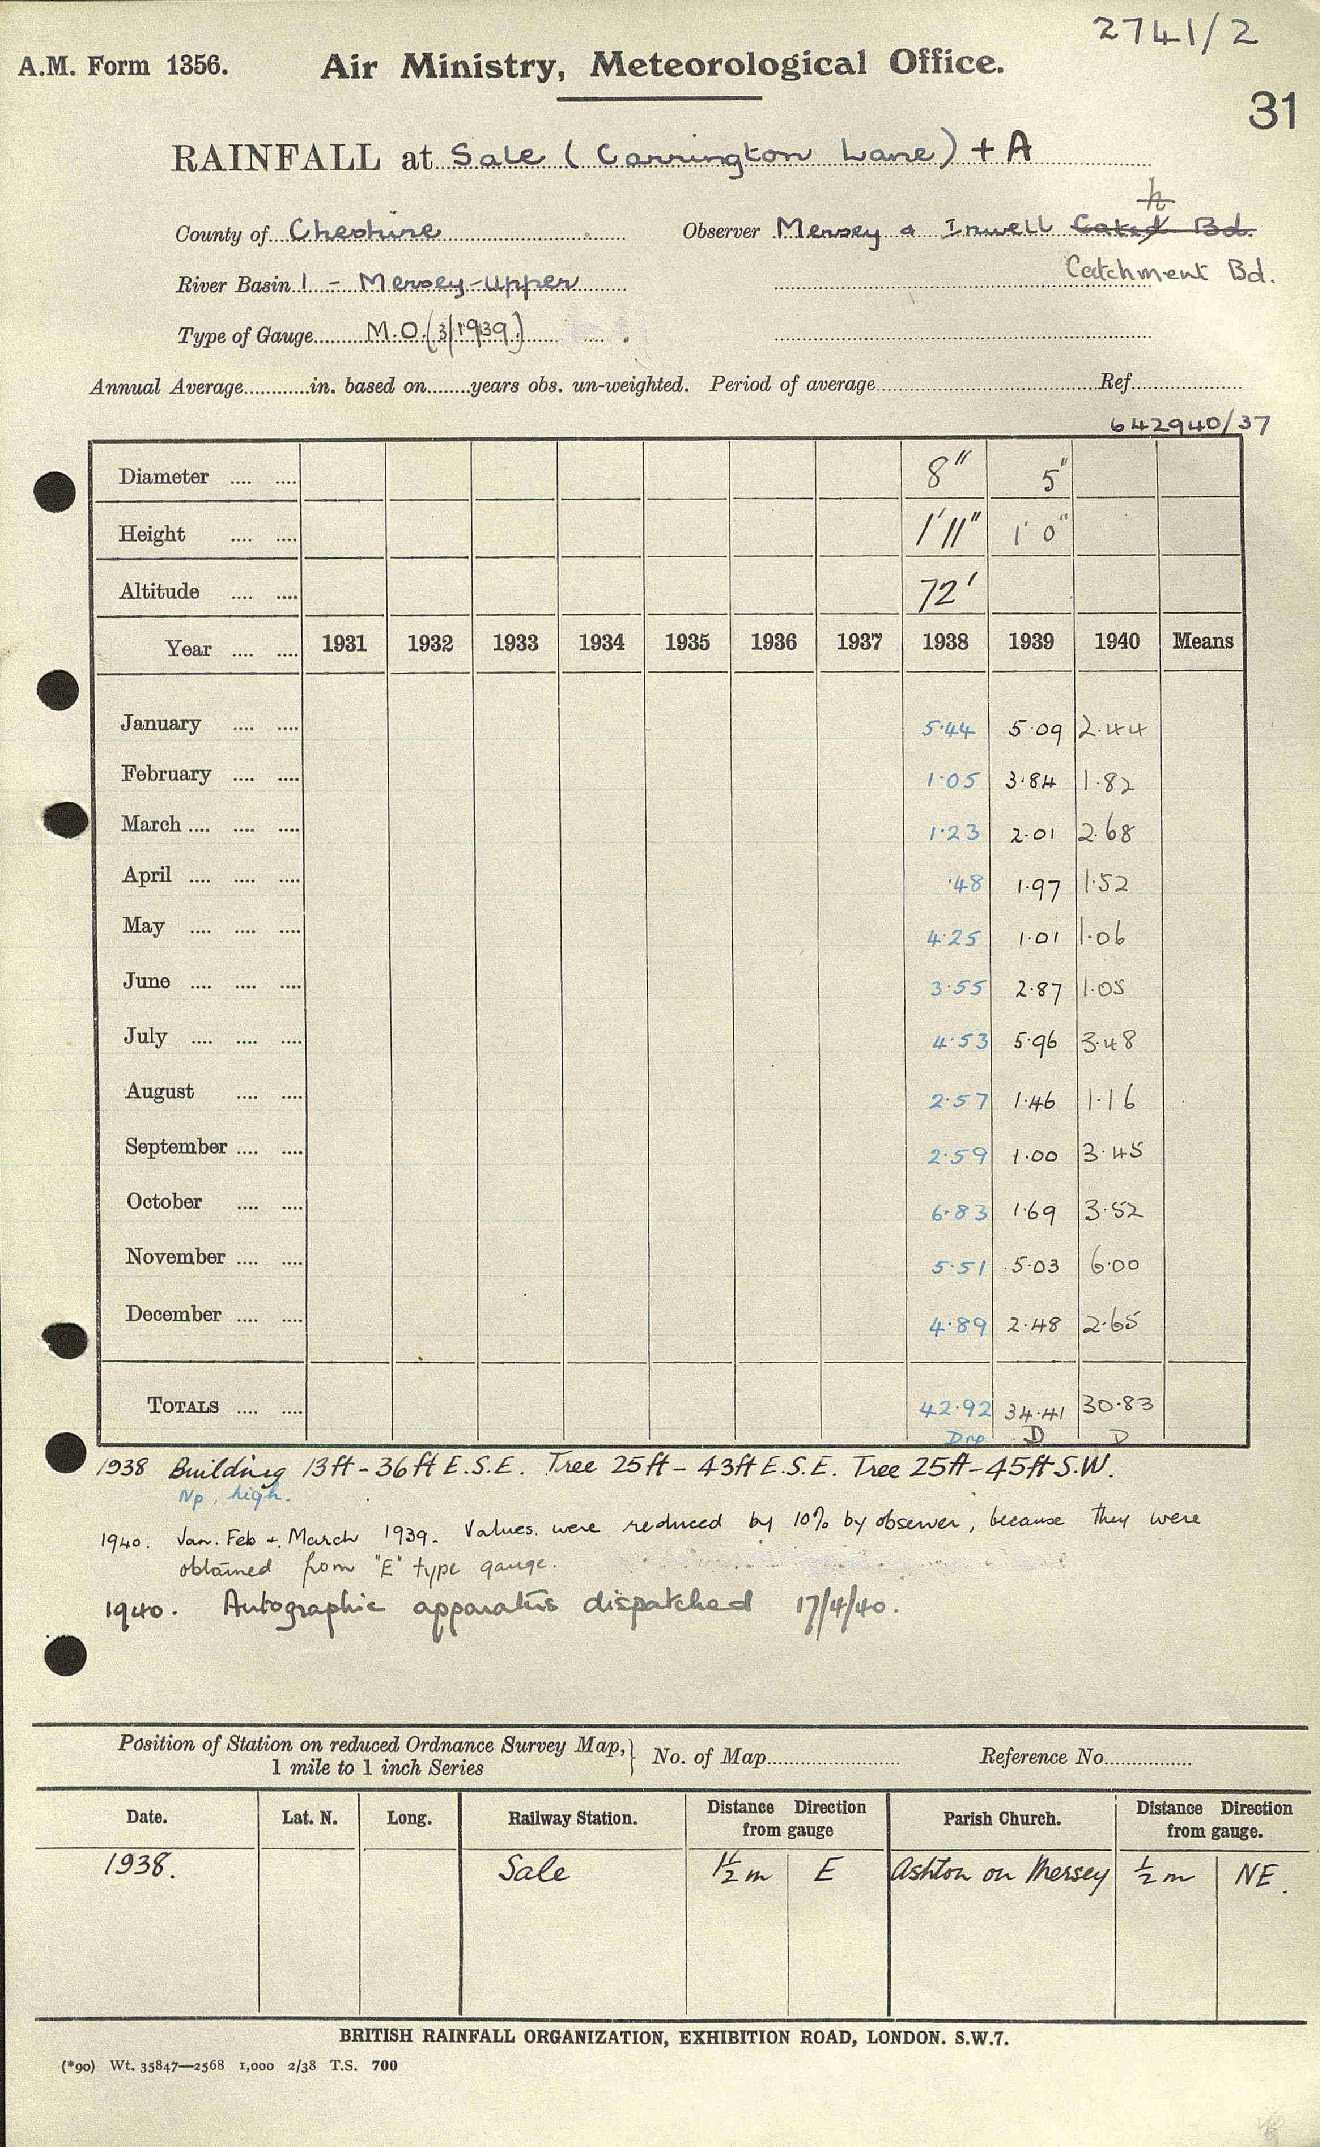 2741/2
A.M. Form 1356. Air Ministry, Meteorological Office.
31
RAINFALL at Sale (Carrington Lane) + A
County of Cheshire Observer Mersey & Irwell Catch Bd.
Catchment Bd.
River Basin 1 - Mersey-Upper
Type of Gauge M.O. (3/1939)
Annual Average in. based on years obs. un-weighted. Period of average Ref.
642940/37
Diameter .... .... 8" 5"
Height .... .... 1'11" 1' 0"
Altitude .... .... 72'
Year .... .... 1931 1932 1933 1934 1935 1936 1937 1938 1939 1940 Means
January .... .... 5·44 5·09 2·44
February .... .... 1·05 3·84 1·82
March .... .... .... 1·23 2·01 2·68
April .... .... .... ·48 1·97 1·52
May .... .... .... 4·25 1·01 1·06
June .... .... .... 3·55 2·87 1·05
July .... .... .... 4·53 5·96 3·48
August .... .... 2·57 1·46 1·16
September .... .... 2·59 1·00 3·45
October .... .... 6·83 1·69 3·52
November .... .... 5·51 5·03 6·00
December .... .... 4·89 2·48 2·65
TOTALS .... .... 42·92 34·41 30·83
Dnp D D
1938 Building 13ft - 36ft E.S.E. Tree 25ft - 43ft E.S.E. Tree 25ft - 45ft S.W.
Np, high.
1940. Jan. Feb + March 1939. Values were reduced by 10% by observer, because they were
obtained from "E" type gauge.
1940. Autographic apparatus dispatched 17/4/40.
Position of Station on reduced Ordnance Survey Map, 1 mile to 1 inch Series } No. of Map Reference No.
Date. Lat. N. Long. Railway Station. Distance Direction from gauge Parish Church. Distance Direction from gauge.
1938. Sale 1½ m E Ashton on Mersey ½ m NE.
BRITISH RAINFALL ORGANIZATION, EXHIBITION ROAD, LONDON. S.W.7.
(*90) Wt. 35847—2568 1,000 2/38 T.S. 700